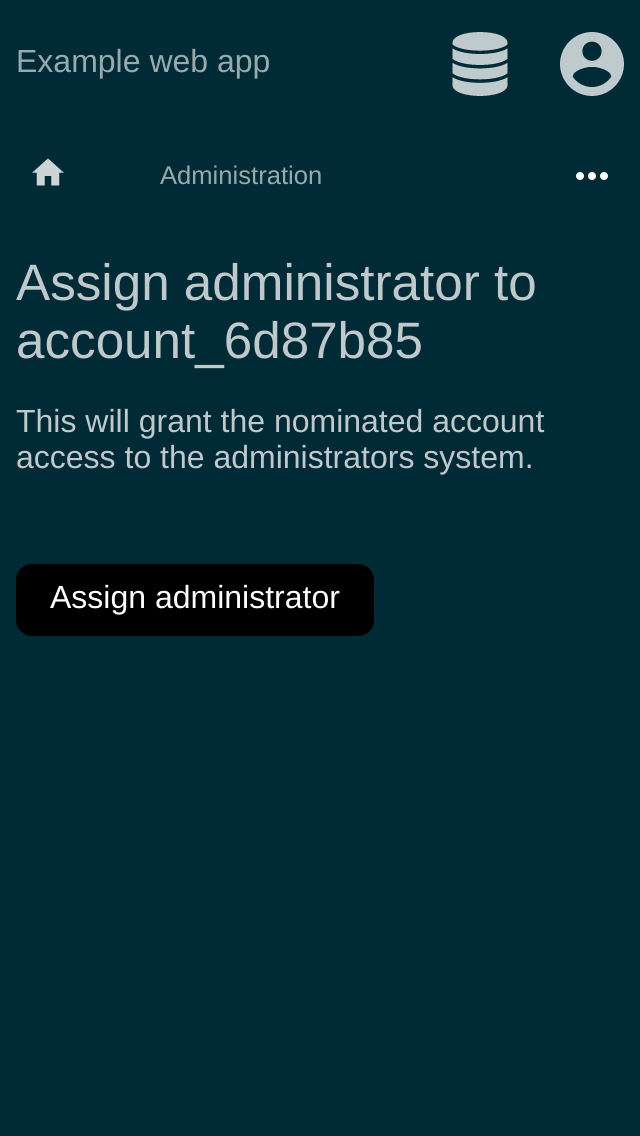 Example web app
Administration
Assign administrator to
account_6d87b85
This will grant the nominated account
access to the administrators system.
Assign administrator